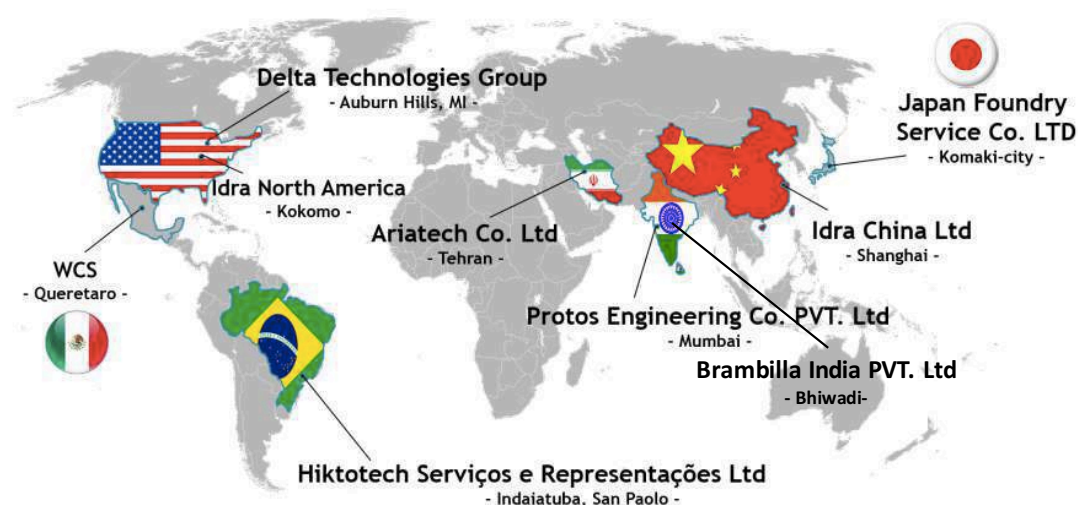 Delta Technologies Group
- Auburn Hills, MI -
Japan Foundry
Service Co. LTD
- Komaki-city -
Idra North America
- Kokomo -
Ariatech Co. Ltd
- Tehran -
Idra China Ltd
- Shanghai -
WCS
- Queretaro -
Protos Engineering Co. PVT. Ltd
- Mumbai -
Brambilla India PVT. Ltd
- Bhiwadi-
Hiktotech Serviços e Representações Ltd
- Indaiatuba, San Paolo -